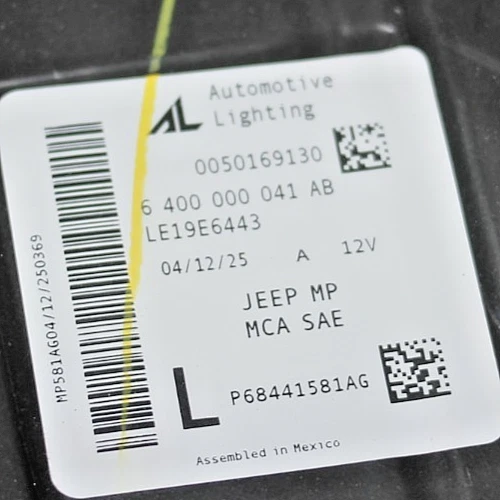 AL Automotive Lighting
0050169130
6 400 000 041 AB
LE19E6443
04/12/25 A 12V
JEEP MP
MCA SAE
L P68441581AG
Assembled in Mexico
MP581AG04/12/250369